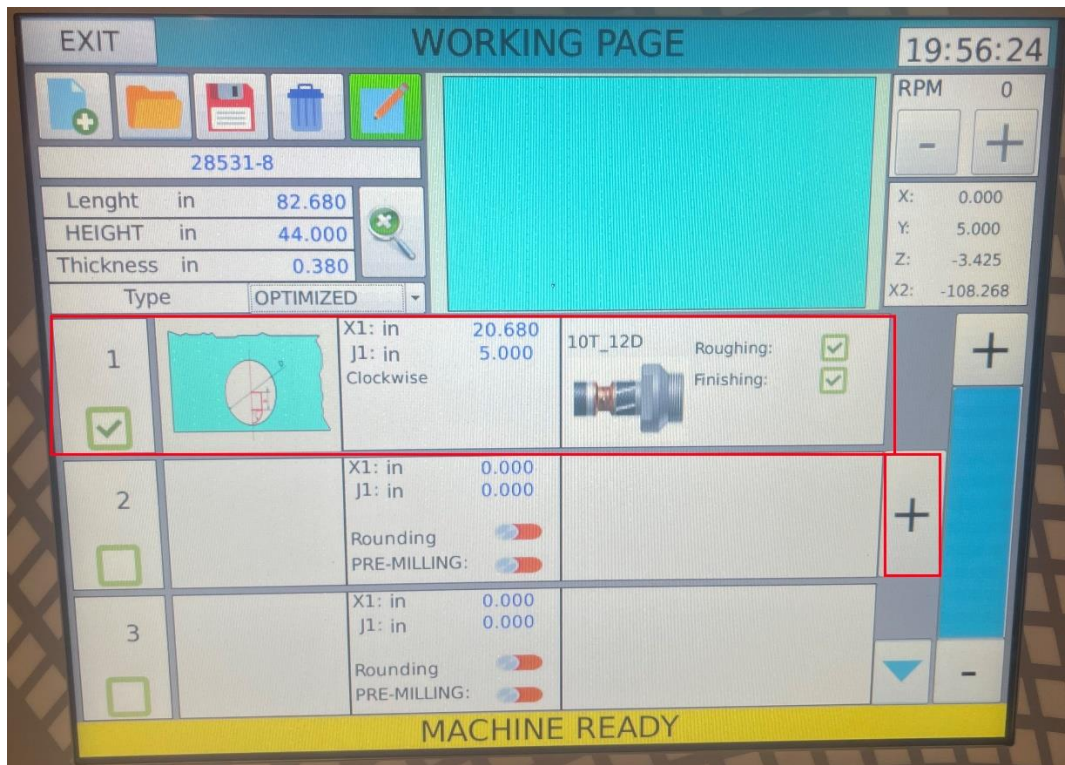 EXIT
WORKING PAGE
19:56:24
RPM 0
- +
28531-8
Lenght in 82.680
HEIGHT in 44.000
Thickness in 0.380
Type OPTIMIZED
X: 0.000
Y: 5.000
Z: -3.425
X2: -108.268
1
X1: in 20.680
J1: in 5.000
Clockwise
10T_12D
Roughing:
Finishing:
+
2
X1: in 0.000
J1: in 0.000
Rounding
PRE-MILLING:
+
3
X1: in 0.000
J1: in 0.000
Rounding
PRE-MILLING:
-
MACHINE READY